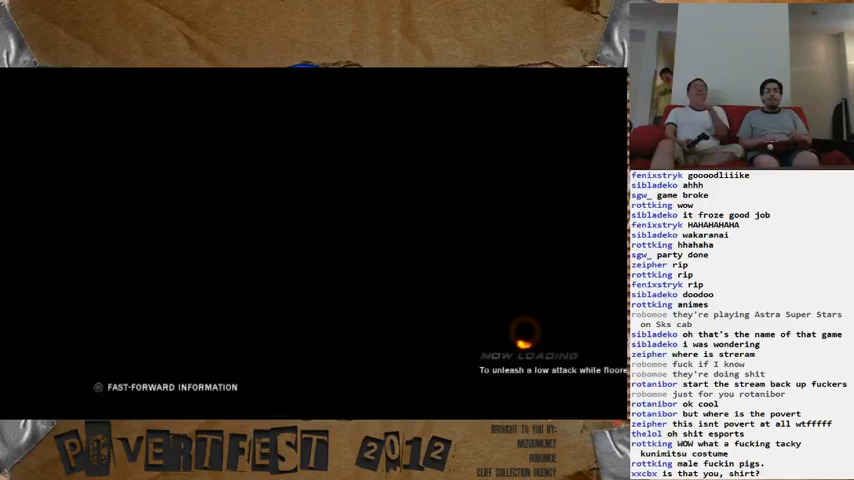 NOW LOADING
To unleash a low attack while floore
FAST-FORWARD INFORMATION
POVERTFEST 2012
BROUGHT TO YOU BY:
MIZUUMI.NET
ROBOMOE
CLIFF COLLECTION AGENCY
fenixstryk goooodliiike
sibladeko ahhh
sgw_ game broke
rottking wow
sibladeko it froze good job
fenixstryk HAHAHAHAHA
sibladeko wakaranai
rottking hhahaha
sgw_ party done
zeipher rip
rottking rip
fenixstryk rip
sibladeko doodoo
rottking animes
robomoe they're playing Astra Super Stars
on Sks cab
sibladeko oh that's the name of that game
sibladeko i was wondering
zeipher where is streram
robomoe fuck if I know
robomoe they're doing shit
rotanibor start the stream back up fuckers
robomoe just for you rotanibor
rotanibor ok cool
rotanibor but where is the povert
zeipher this isnt povert at all wtfffff
thelol oh shit esports
rottking WOW what a fucking tacky
kunimitsu costume
rottking male fuckin pigs.
xxcbx is that you, shirt?